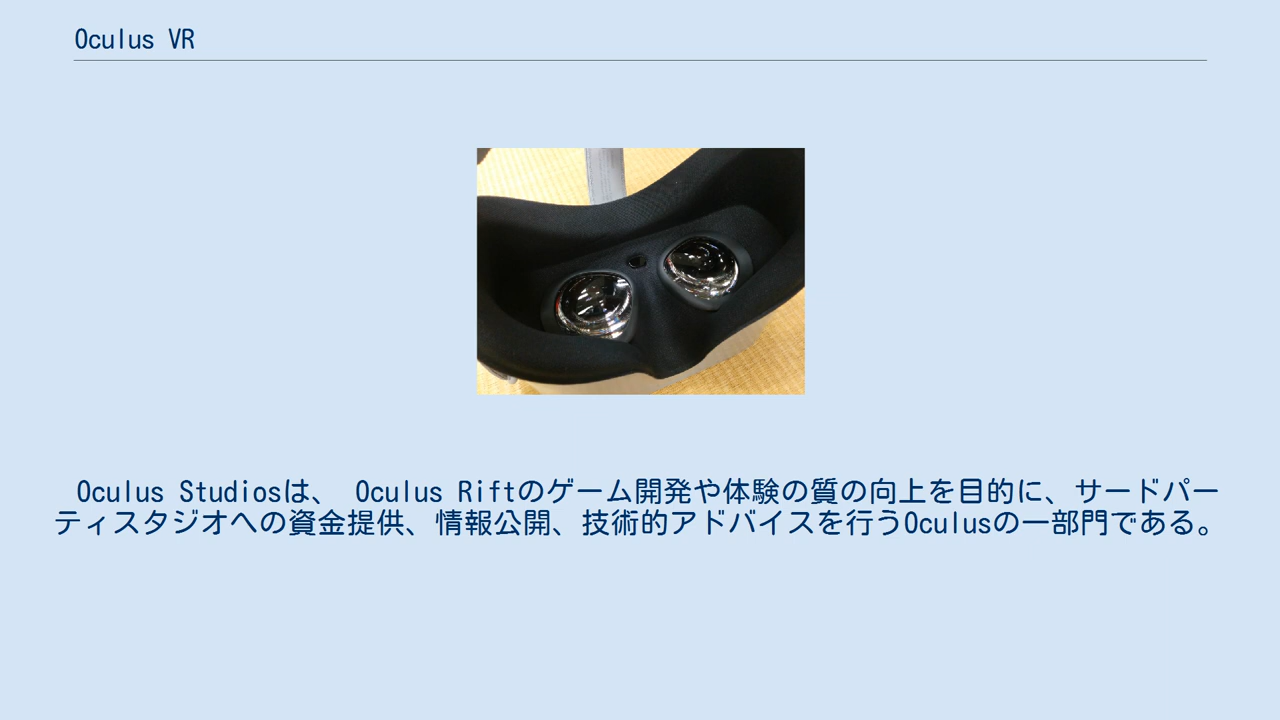 Oculus VR
Oculus Studiosは、 Oculus Riftのゲーム開発や体験の質の向上を目的に、サードパー
ティスタジオへの資金提供、情報公開、技術的アドバイスを行うOculusの一部門である。